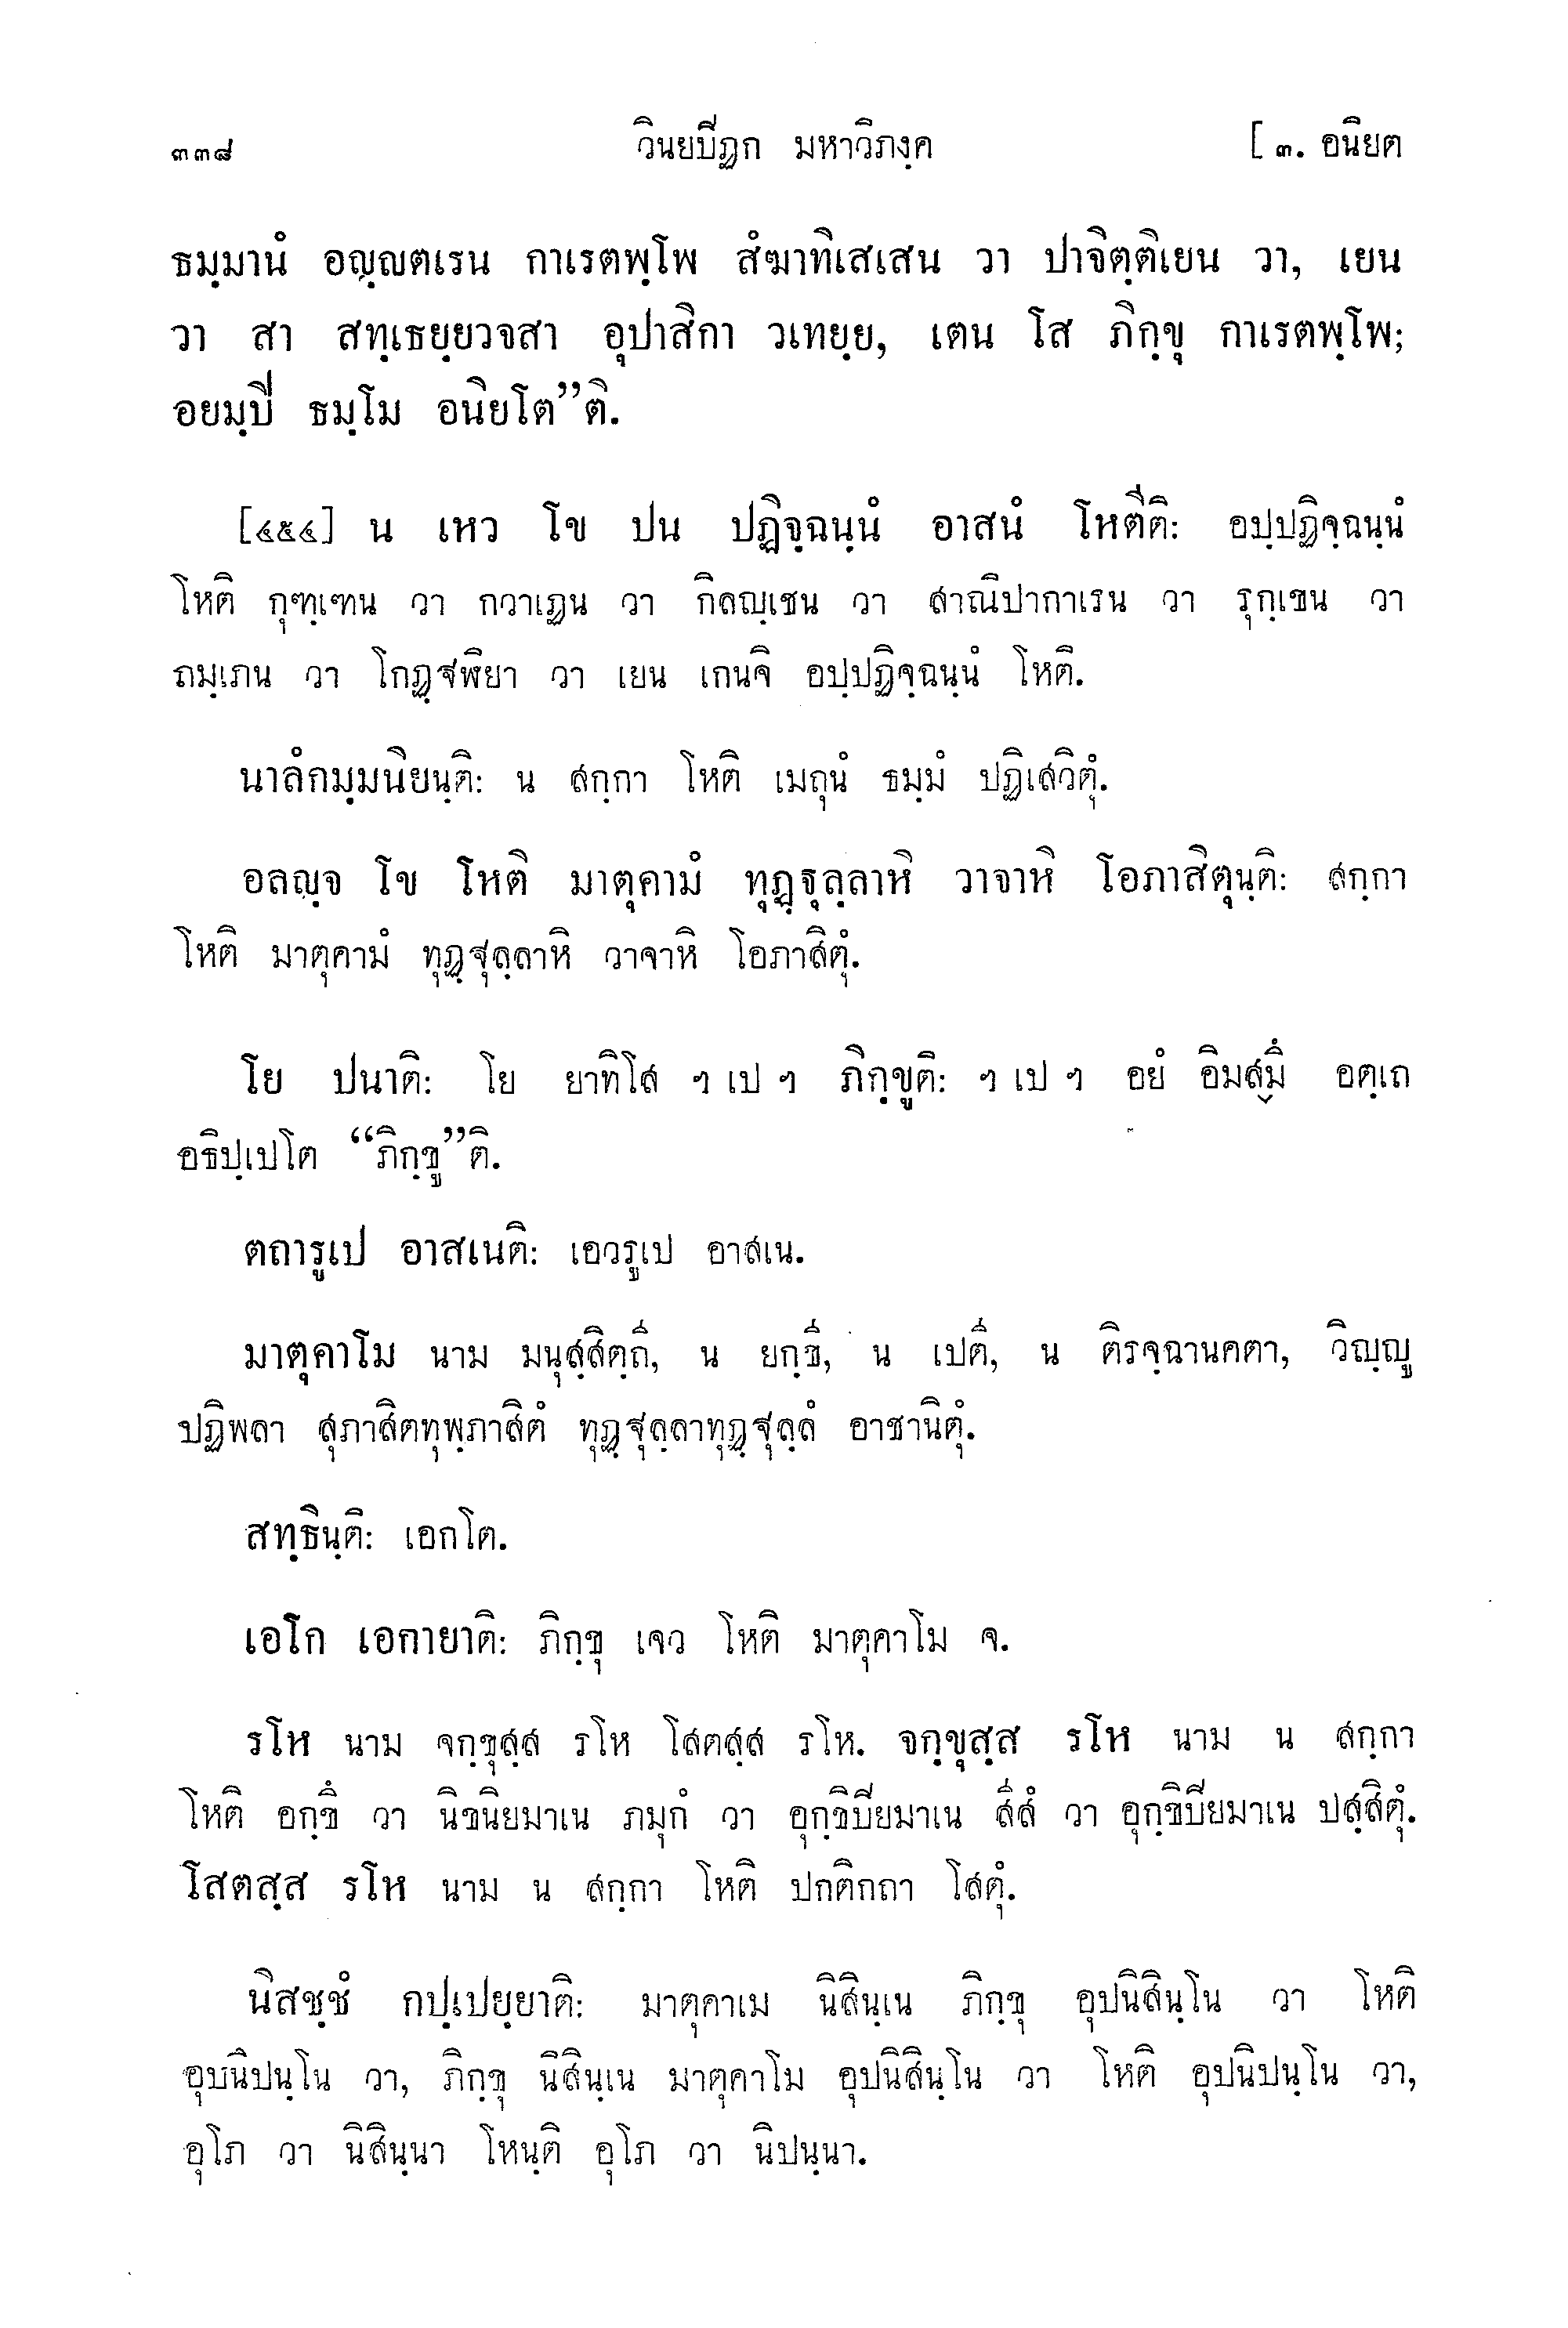 ๓๓๘ วินยปิฏก มหาวิภงฺค [ ๓. อนิยต
ธมฺมานํ อญฺญตเรน กาเรตพฺโพ สํฆาทิเสเสน วา ปาจิตฺติเยน วา, เยน
วา สา สทฺเธยฺยวจสา อุปาสิกา วเทยฺย, เตน โส ภิกฺขุ กาเรตพฺโพ;
อยมฺปิ ธมฺโม อนิยโต”ติ.
[๔๕๔] น เหว โข ปน ปฏิจฺฉนฺนํ อาสนํ โหตีติ: อปฺปฏิจฺฉนฺนํ
โหติ กุฑฺเฑน วา กวาเฏน วา กิลญฺเชน วา สาณิปากาเรน วา รุกฺเขน วา
ถมฺเภน วา โกฏฺฐพิยา วา เยน เกนจิ อปฺปฏิจฺฉนฺนํ โหติ.
นาลํกมฺมนิยนฺติ: น สกฺกา โหติ เมถุนํ ธมฺมํ ปฏิเสวิตุํ.
อลญฺจ โข โหติ มาตุคามํ ทุฏฺฐุลฺลาหิ วาจาหิ โอภาสิตุนฺติ: สกฺกา
โหติ มาตุคามํ ทุฏฺฐุลฺลาหิ วาจาหิ โอภาสิตุํ.
โย ปนาติ: โย ยาทิโส ฯ เป ฯ ภิกฺขูติ: ฯ เป ฯ อยํ อิมสฺมิํ อตฺเถ
อธิปฺเปโต “ภิกฺขู”ติ.
ตถารูเป อาสเนติ: เอวรูเป อาสเน.
มาตุคาโม นาม มนุสฺสิตฺถี, น ยกฺขี, น เปตี, น ติรจฺฉานคตา, วิญฺญู
ปฏิพลา สุภาสิตทุพฺภาสิตํ ทุฏฺฐุลฺลาทุฏฺฐุลฺลํ อาชานิตุํ.
สทฺธินฺติ: เอกโต.
เอโก เอกายาติ: ภิกฺขุ เจว โหติ มาตุคาโม จ.
รโห นาม จกฺขุสฺส รโห โสตสฺส รโห. จกฺขุสฺส รโห นาม น สกฺกา
โหติ อกฺขิํ วา นิขนิยมาเน ภมุกํ วา อุกฺขิปิยมาเน สีสํ วา อุกฺขิปิยมาเน ปสฺสิตุํ.
โสตสฺส รโห นาม น สกฺกา โหติ ปกติกถา โสตุํ.
นิสชฺชํ กปฺเปยฺยาติ: มาตุคาเม นิสินฺเน ภิกฺขุ อุปนิสินฺโน วา โหติ
อุปนิปนฺโน วา, ภิกฺขุ นิสินฺเน มาตุคาโม อุปนิสินฺโน วา โหติ อุปนิปนฺโน วา,
อุโภ วา นิสินฺนา โหนฺติ อุโภ วา นิปนฺนา.